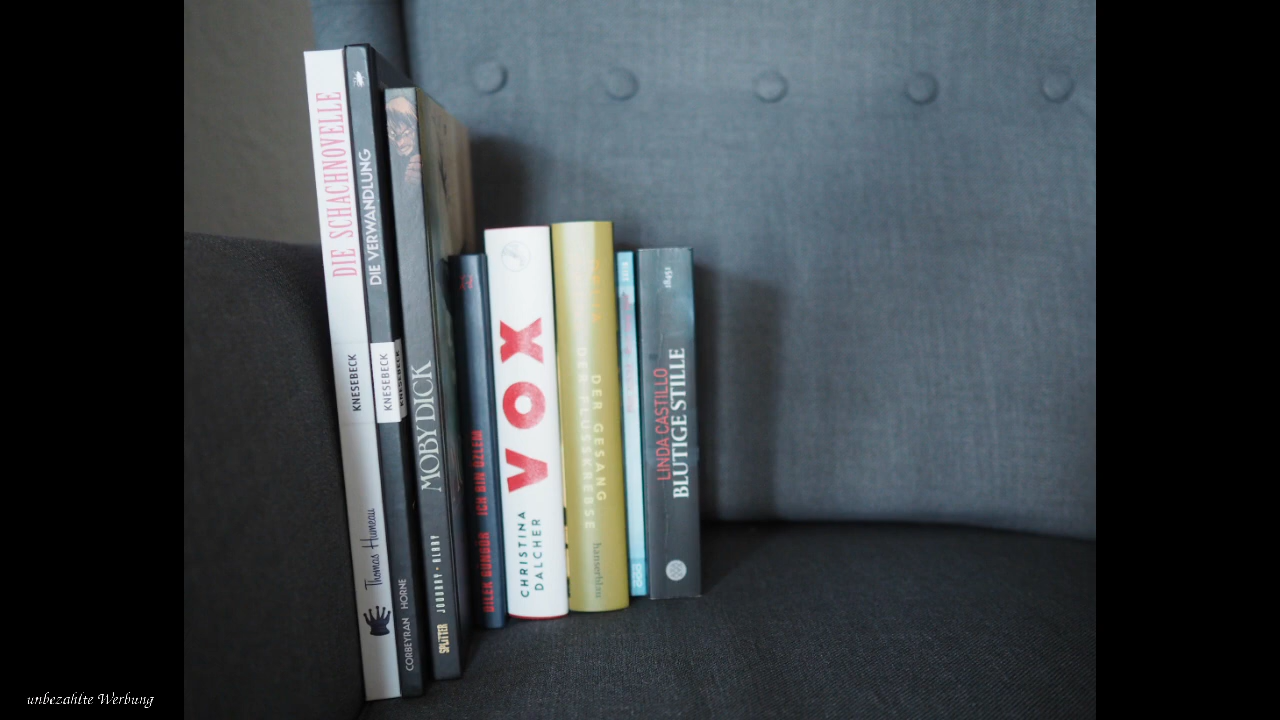 DIE SCHACHNOVELLE
KNESEBECK
Thomas Humeau
DIE VERWANDLUNG
KNESEBECK
CORBEYRAN HORNE
MOBY DICK
JOUVRAY • ALARY
SPLITTER
ICH BIN ÖZLEM
DILEK GÜNGÖR
VOX
CHRISTINA
DALCHER
DER GESANG
DER FLUSSKREBSE
hanserblau
LINDA CASTILLO
BLUTIGE STILLE
unbezahlte Werbung